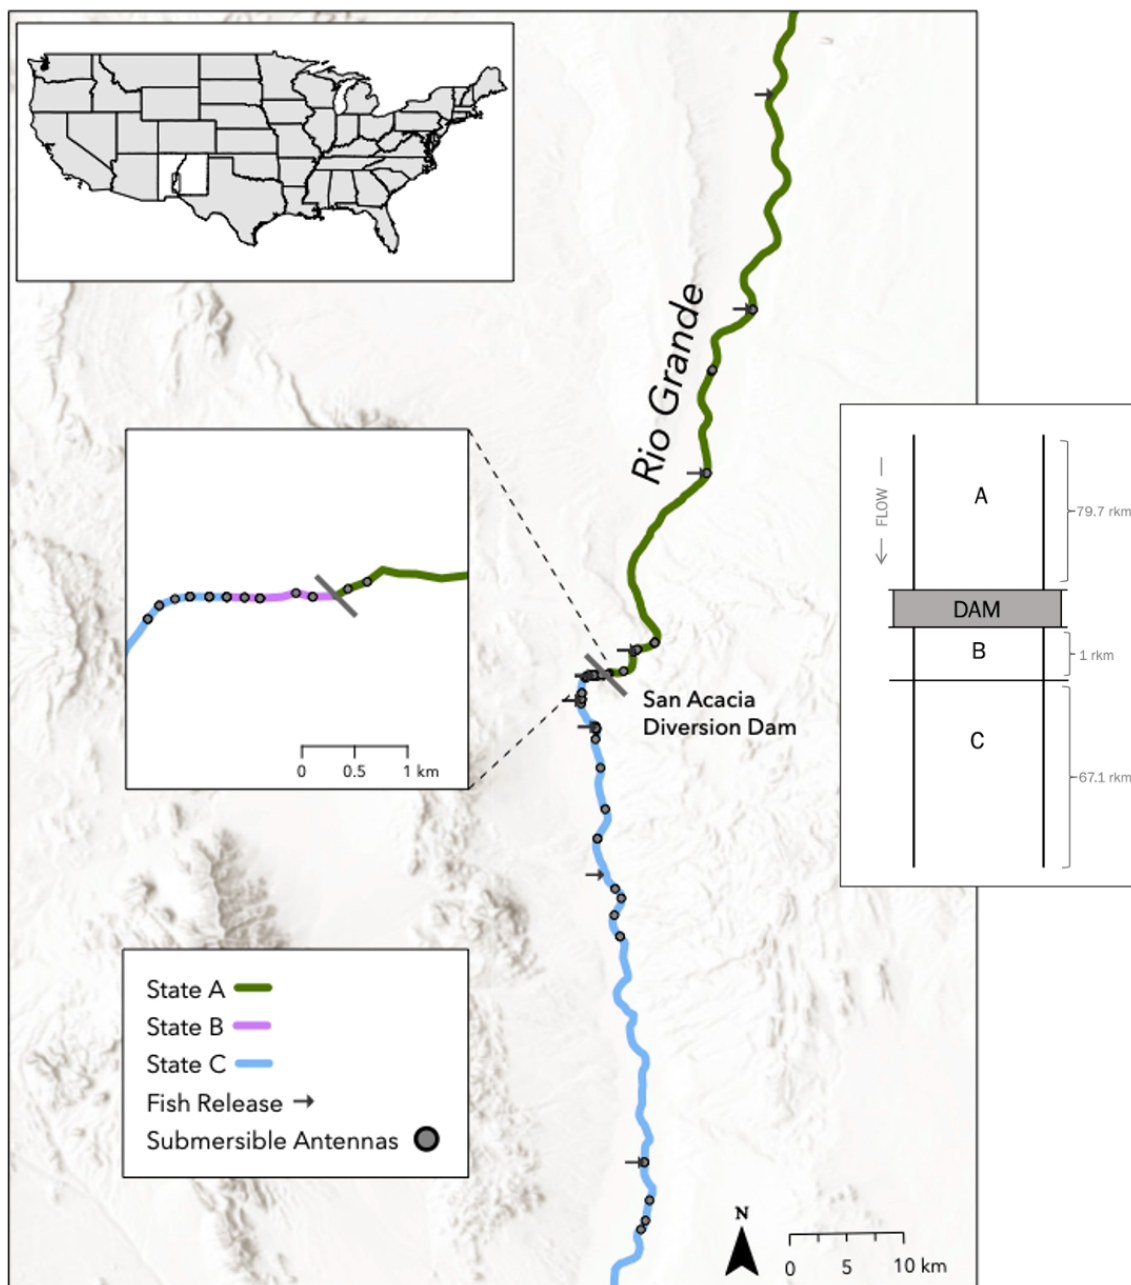 Rio Grande
A
FLOW
79.7 rkm
DAM
B
1 rkm
C
67.1 rkm
San Acacia
Diversion Dam
0 0.5 1 km
State A
State B
State C
Fish Release
Submersible Antennas
N
0 5 10 km